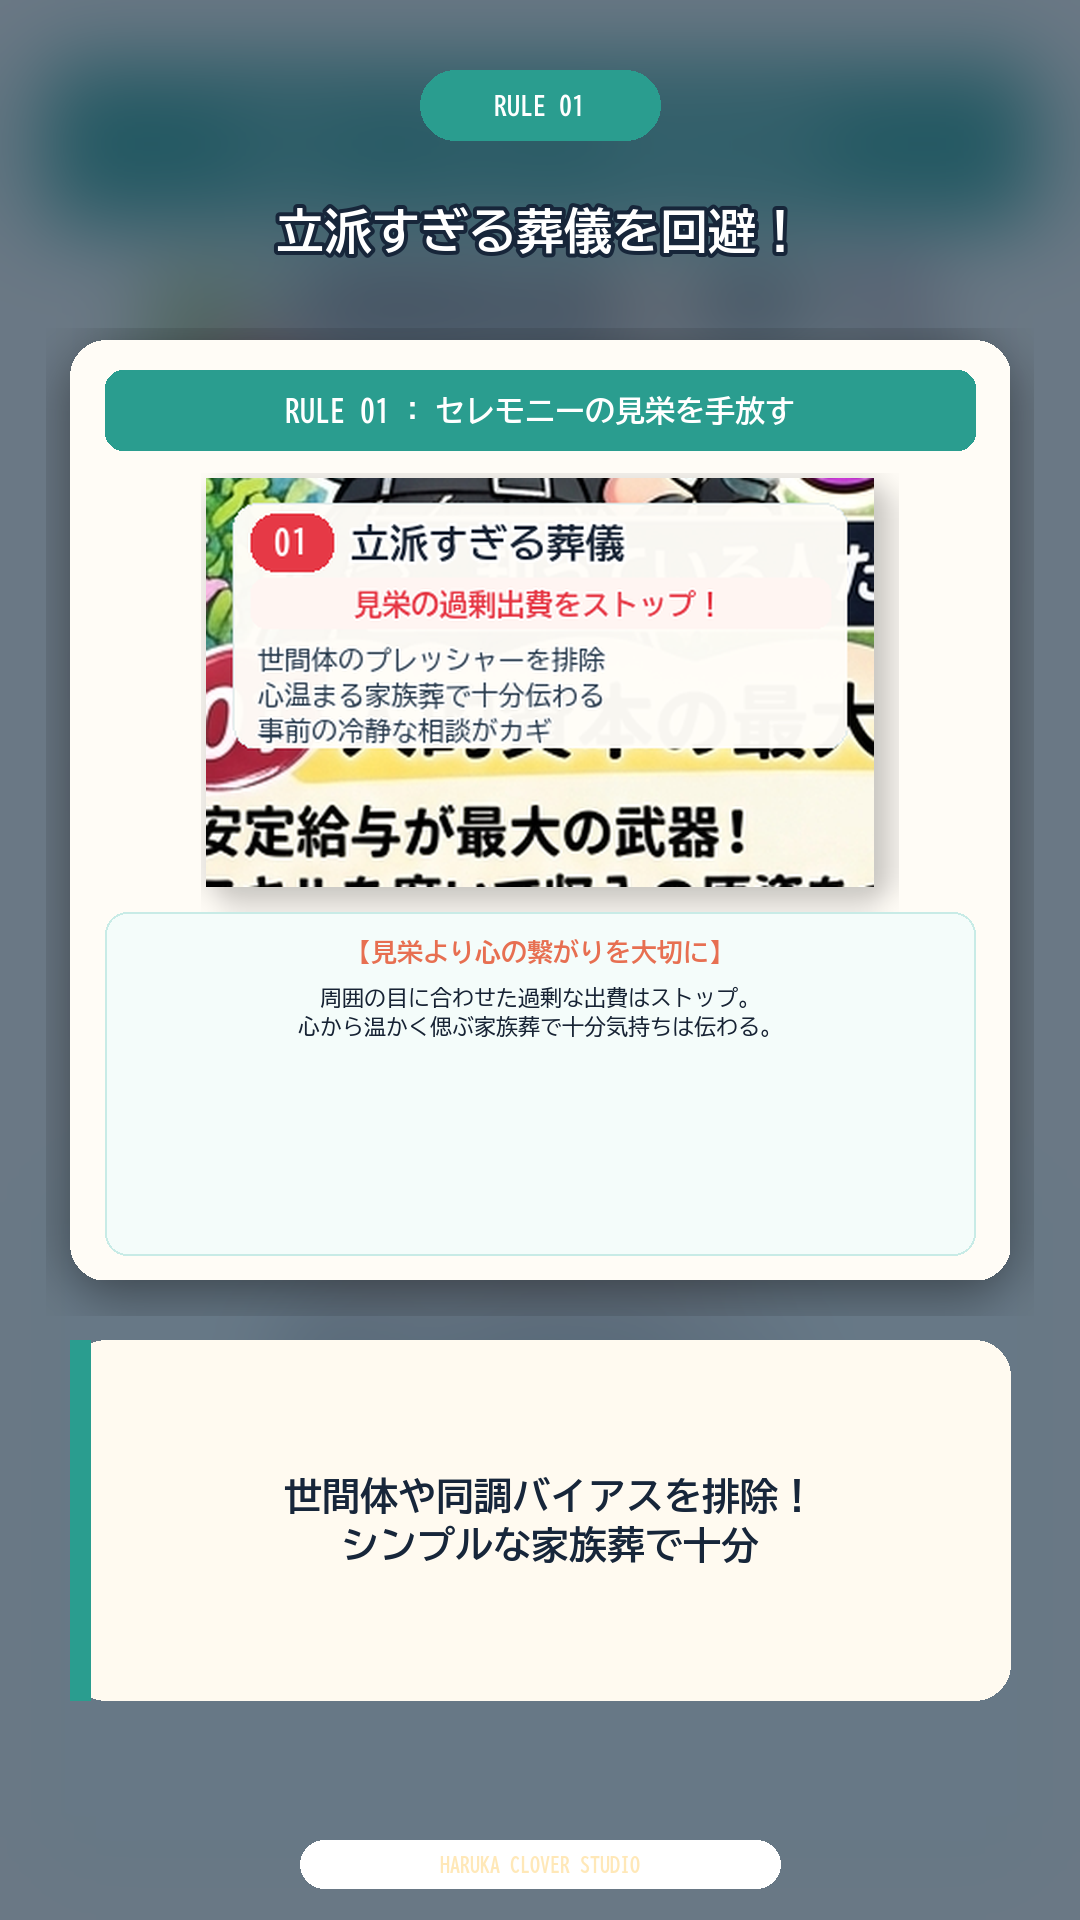 RULE 01
立派すぎる葬儀を回避！
RULE 01 : セレモニーの見栄を手放す
01 立派すぎる葬儀
見栄の過剰出費をストップ！
世間体のプレッシャーを排除
心温まる家族葬で十分伝わる
事前の冷静な相談がカギ
安定給与が最大の武器！
【見栄より心の繋がりを大切に】
周囲の目に合わせた過剰な出費はストップ。
心から温かく偲ぶ家族葬で十分気持ちは伝わる。
世間体や同調バイアスを排除！
シンプルな家族葬で十分
HARUKA CLOVER STUDIO